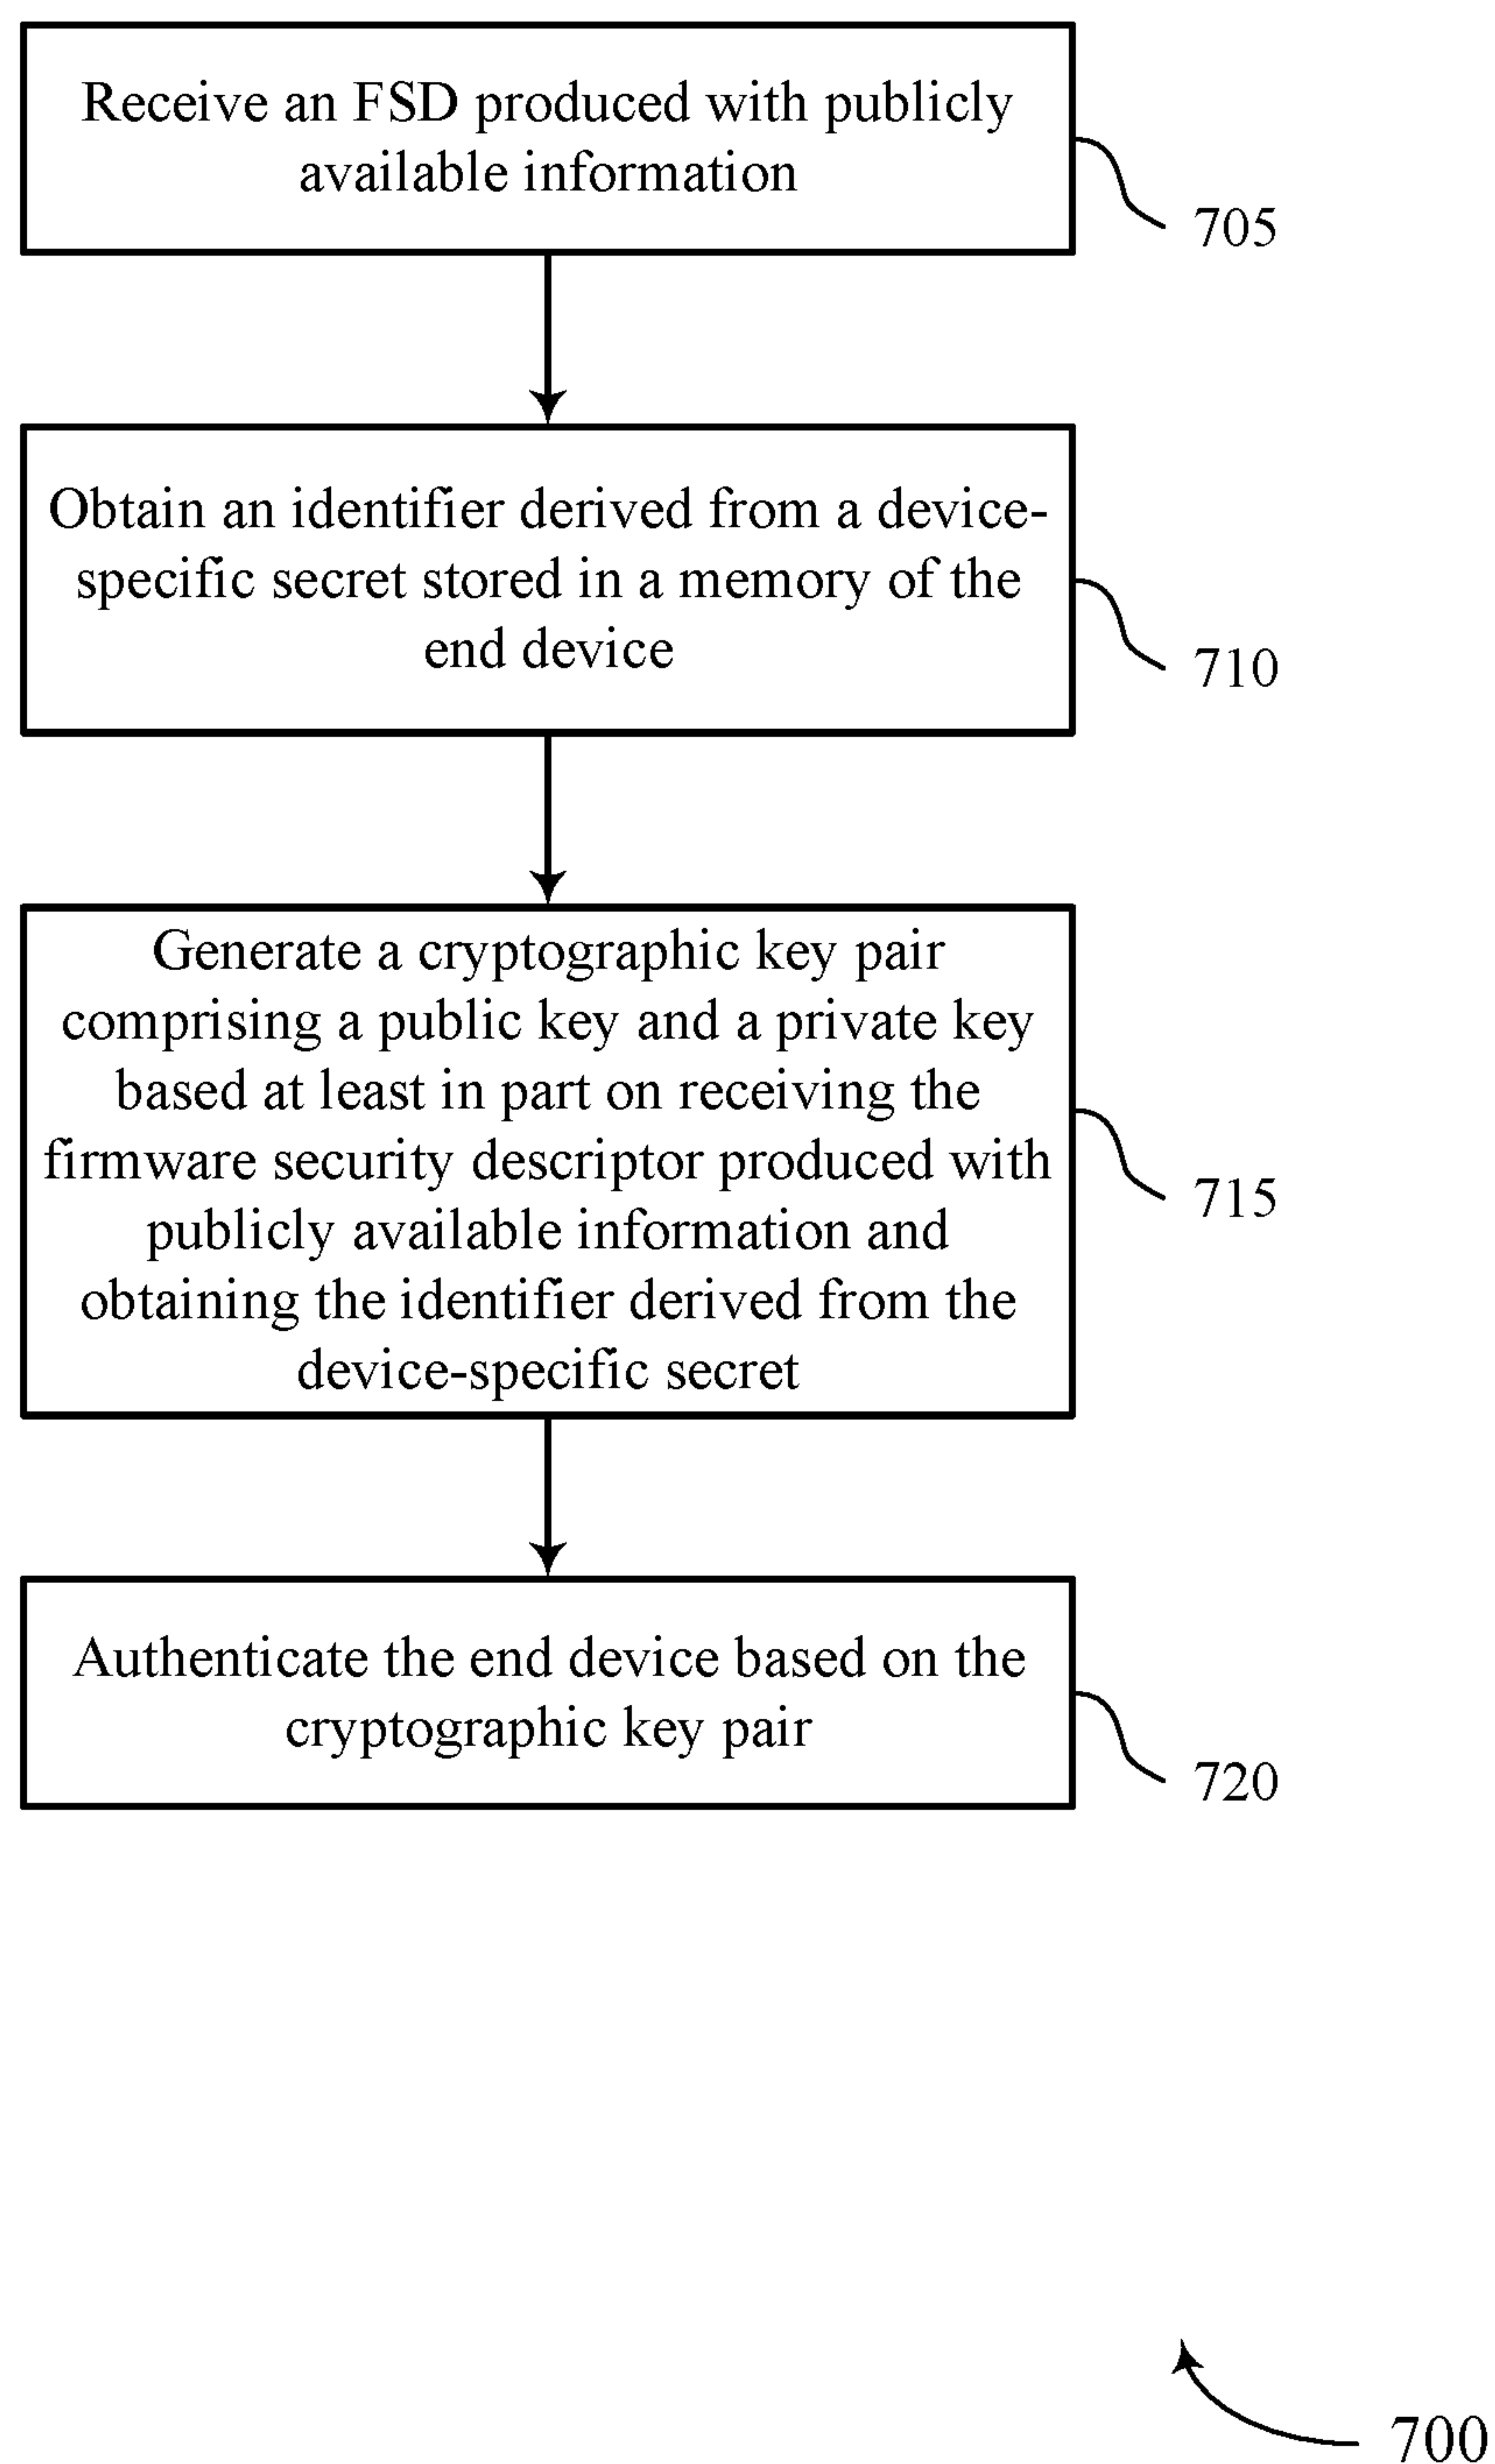 Receive an FSD produced with publicly
available information
705
Obtain an identifier derived from a device-
specific secret stored in a memory of the
end device
710
Generate a cryptographic key pair
comprising a public key and a private key
based at least in part on receiving the
firmware security descriptor produced with
publicly available information and
obtaining the identifier derived from the
device-specific secret
715
Authenticate the end device based on the
cryptographic key pair
720
700